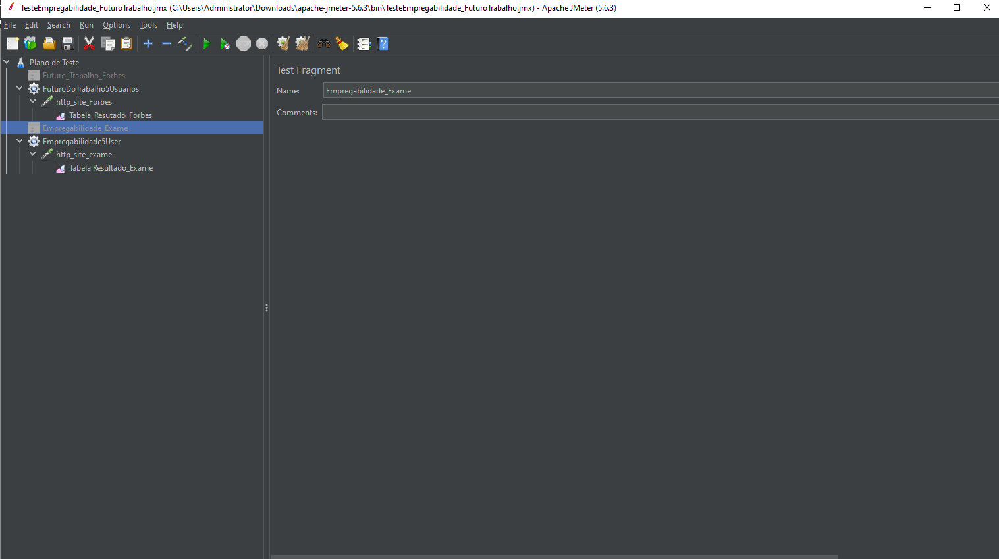 TesteEmpregabilidade_FuturoTrabalho.jmx (C:\Users\Administrator\Downloads\apache-jmeter-5.6.3\bin\TesteEmpregabilidade_FuturoTrabalho.jmx) - Apache JMeter (5.6.3)
File Edit Search Run Options Tools Help
STOP
Plano de Teste
Futuro_Trabalho_Forbes
FuturoDoTrabalho5Usuarios
http_site_Forbes
Tabela_Resutado_Forbes
Empregabilidade_Exame
Empregabilidade5User
http_site_exame
Tabela Resultado_Exame
Test Fragment
Name: Empregabilidade_Exame
Comments: